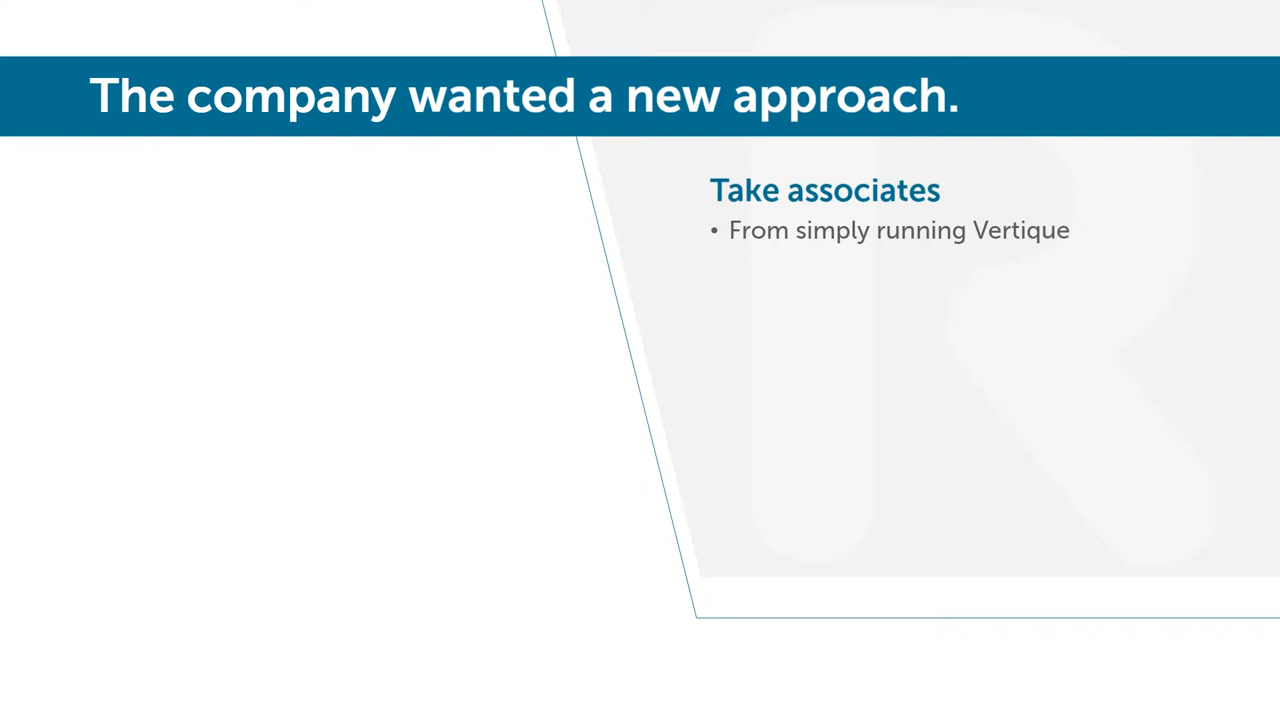 The company wanted a new approach.
Take associates
• From simply running Vertique